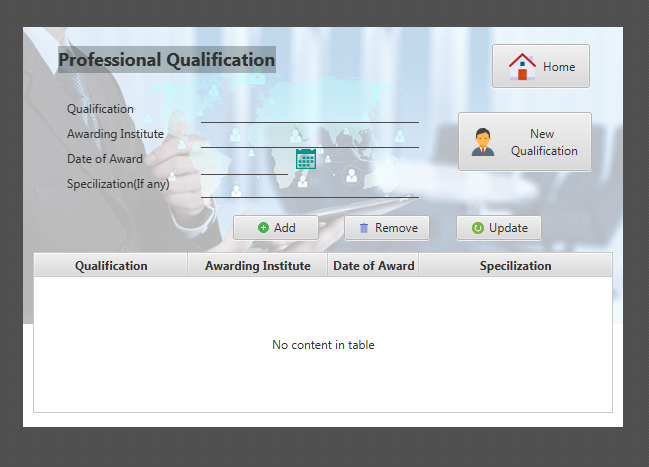 Professional Qualification
Home
Qualification
Awarding Institute
Date of Award
Specilization(If any)
New
Qualification
Add
Remove
Update
Qualification
Awarding Institute
Date of Award
Specilization
No content in table